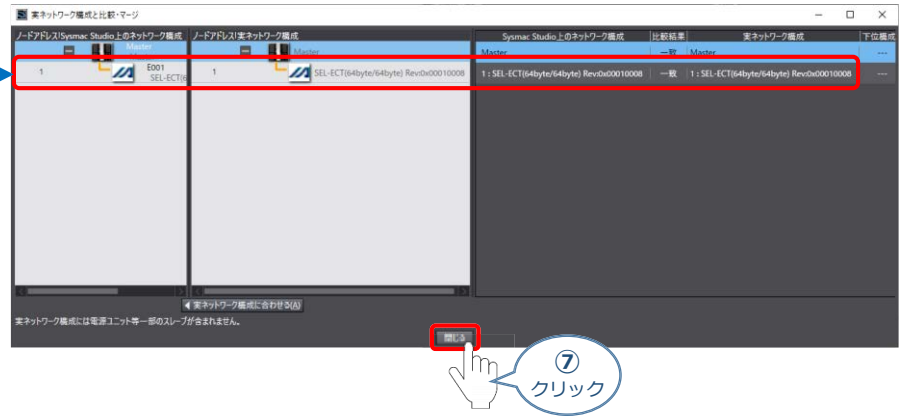 実ネットワーク構成と比較・マージ
ノードアドレス|Sysmac Studio上のネットワーク構成
ノードアドレス|実ネットワーク構成
Sysmac Studio上のネットワーク構成 比較結果 実ネットワーク構成 下位構成
Master
Master
Master 一致 Master ---
1 E001
SEL-ECT(6
1 SEL-ECT(64byte/64byte) Rev:0x00010008
1 : SEL-ECT(64byte/64byte) Rev:0x00010008 一致 1 : SEL-ECT(64byte/64byte) Rev:0x00010008 ---
実ネットワーク構成に合わせる(A)
実ネットワーク構成には電源ユニット等一部のスレーブが含まれません。
閉じる
⑦
クリック